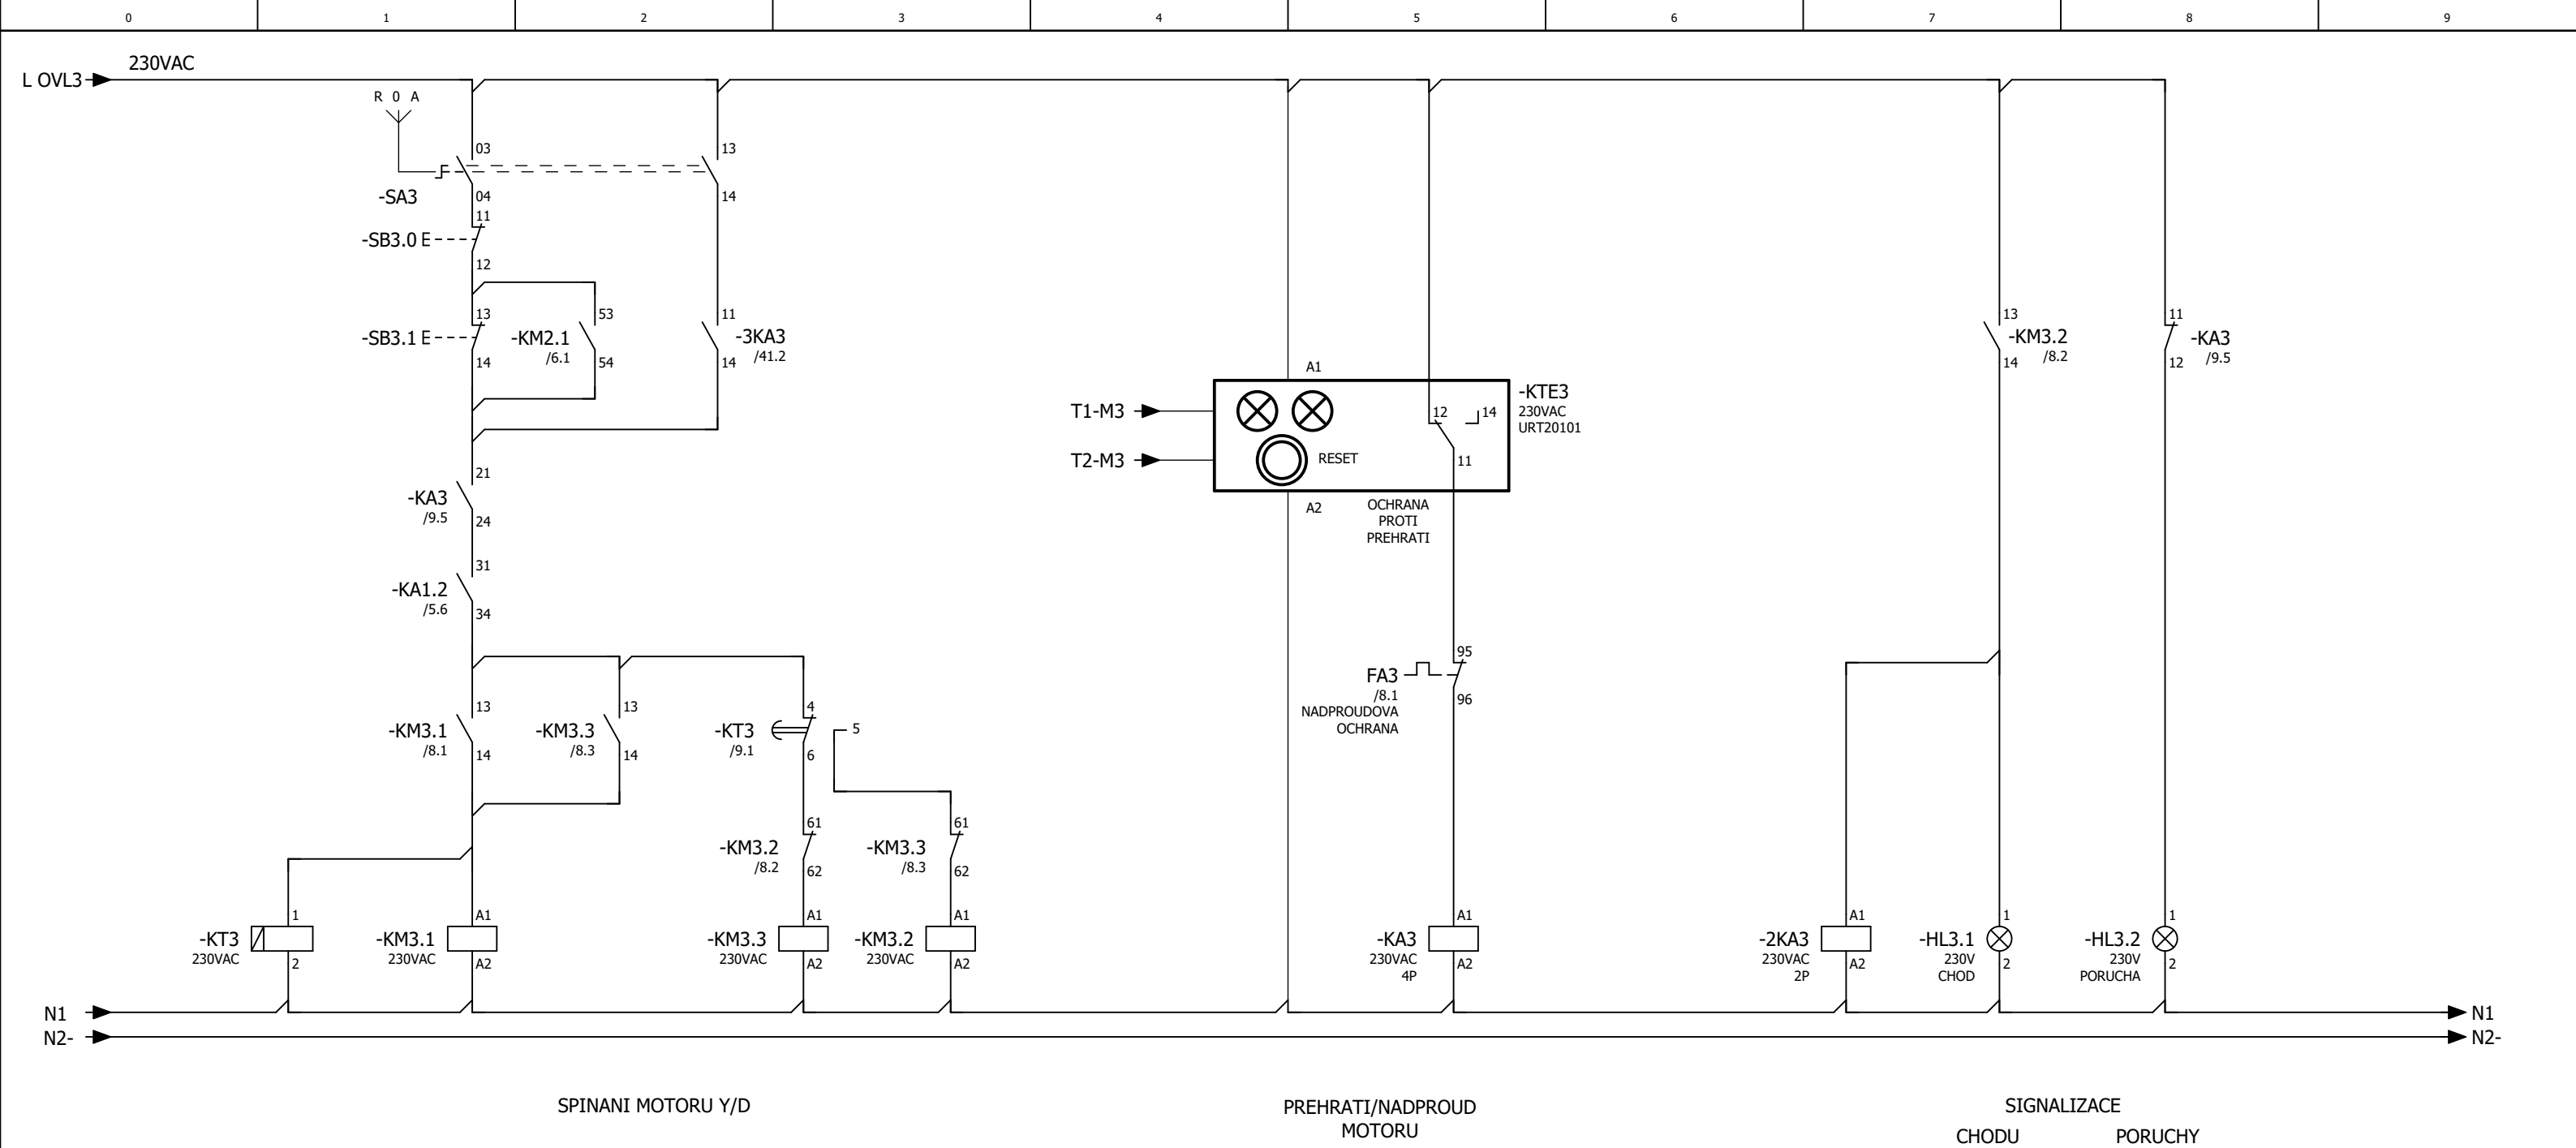 0 1 2 3 4 5 6 7 8 9
230VAC
L OVL3
R 0 A
03
13
-SA3
04
14
11
-SB3.0 E
12
13
53
11
13
11
-SB3.1 E
-KM2.1
/6.1
-3KA3
/41.2
-KM3.2
/8.2
-KA3
/9.5
14
54
14
14
12
A1
-KTE3
230VAC
URT20101
T1-M3
12
14
T2-M3
RESET
11
A2
OCHRANA
PROTI
PREHRATI
21
-KA3
/9.5
24
31
-KA1.2
/5.6
34
95
FA3
/8.1
NADPROUDOVA
OCHRANA
96
13
13
4
-KM3.1
/8.1
-KM3.3
/8.3
-KT3
/9.1
5
14
14
6
61
61
-KM3.2
/8.2
-KM3.3
/8.3
62
62
1
A1
A1
A1
A1
A1
1
1
-KT3
230VAC
2
-KM3.1
230VAC
A2
-KM3.3
230VAC
A2
-KM3.2
230VAC
A2
-KA3
230VAC
4P
A2
-2KA3
230VAC
2P
A2
-HL3.1
230V
CHOD
2
-HL3.2
230V
PORUCHA
2
N1
N1
N2-
N2-
SPINANI MOTORU Y/D
PREHRATI/NADPROUD
MOTORU
SIGNALIZACE
CHODU PORUCHY